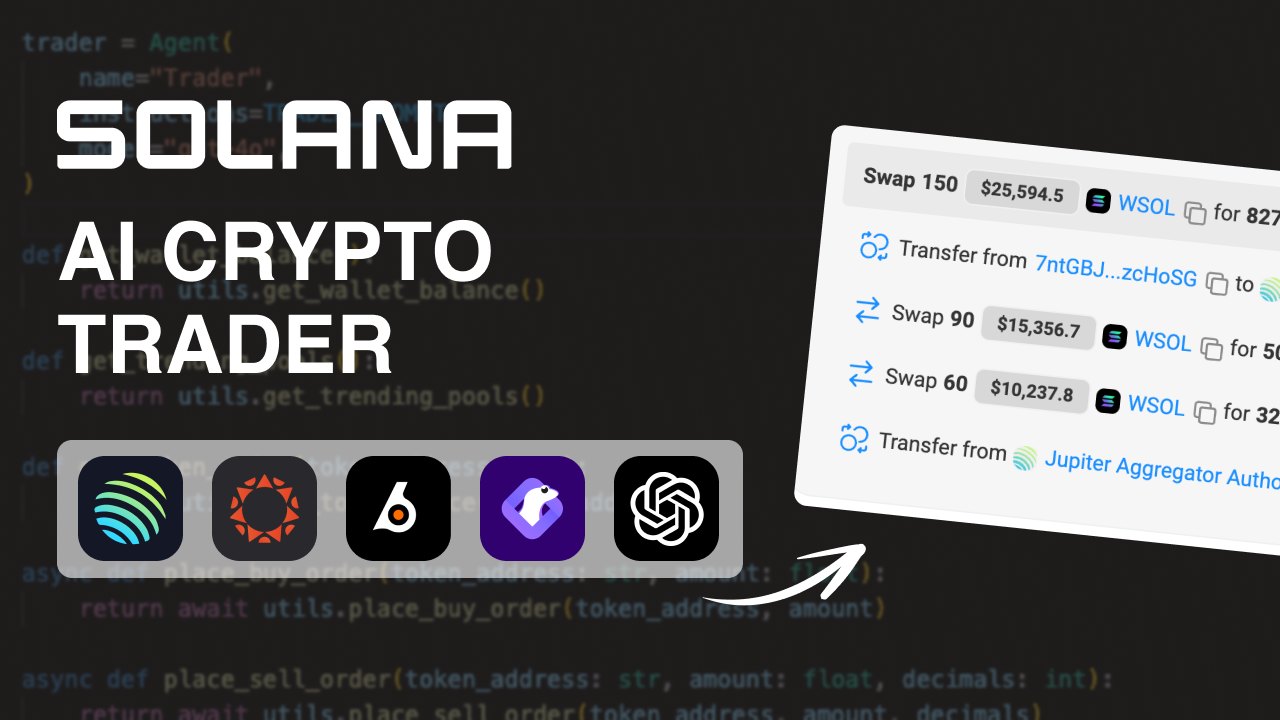 SOLANA
AI CRYPTO
TRADER
Swap 150 $25,594.5 WSOL for 827
Transfer from 7ntGBJ...zcHoSG to
Swap 90 $15,356.7 WSOL for 50
Swap 60 $10,237.8 WSOL for 32
Transfer from Jupiter Aggregator Autho
trader = Agent(
name="Trader",
)
def
return utils.get_wallet_balance()
def
return utils.get_trending_pools()
def
async def place_buy_order(token_address: str, amount: float):
return await utils.place_buy_order(token_address, amount)
async def place_sell_order(token_address: str, amount: float, decimals: int):
return await utils.place_sell_order(token_address, amount, decimals)